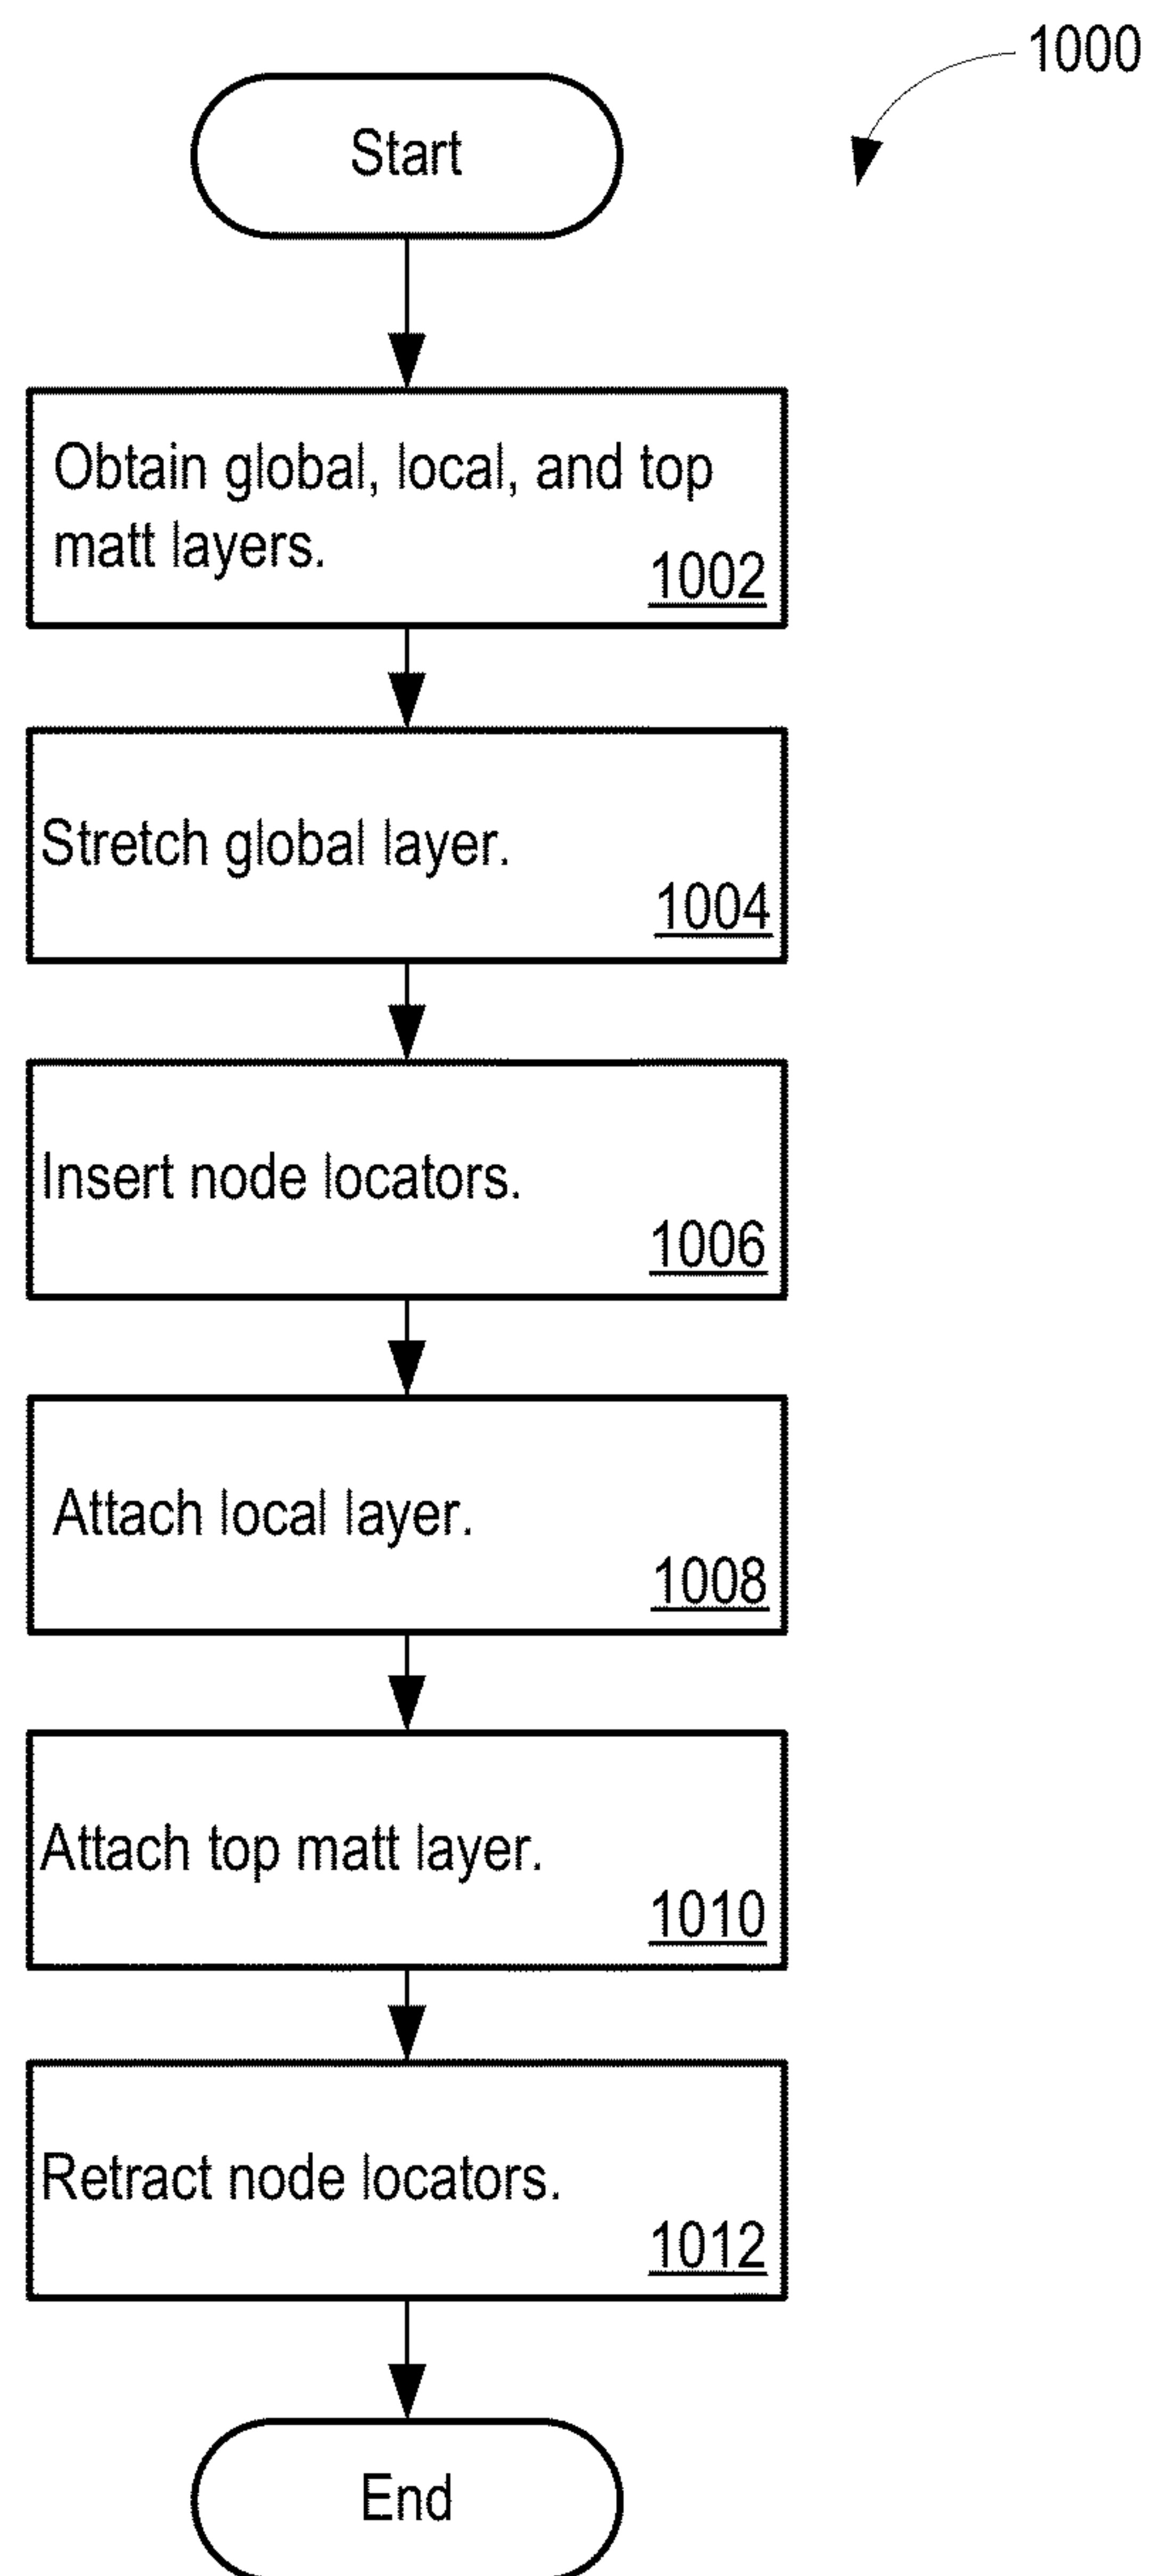 1000
Start
Obtain global, local, and top
matt layers.
1002
Stretch global layer.
1004
Insert node locators.
1006
Attach local layer.
1008
Attach top matt layer.
1010
Retract node locators.
1012
End